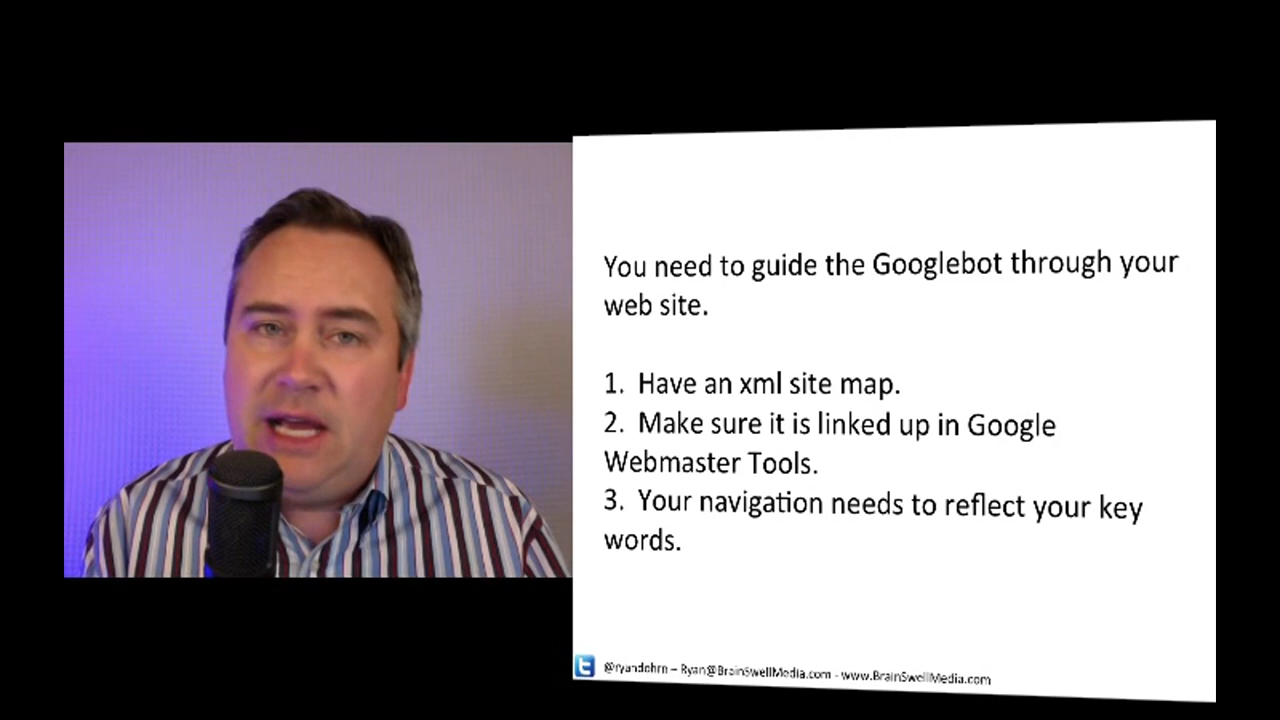 You need to guide the Googlebot through your
web site.
1. Have an xml site map.
2. Make sure it is linked up in Google
Webmaster Tools.
3. Your navigation needs to reflect your key
words.
@ryandohrn – Ryan@BrainSwellMedia.com - www.BrainSwellMedia.com